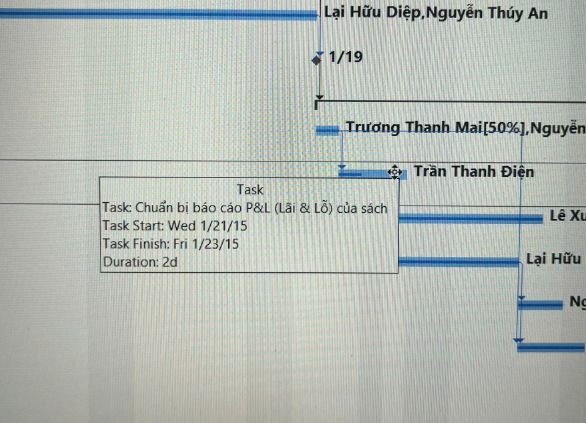 Lại Hữu Diệp,Nguyễn Thúy An
1/19
Trương Thanh Mai[50%],Nguyễn
Trần Thanh Điện
Task
Task: Chuẩn bị báo cáo P&L (Lãi & Lỗ) của sách
Task Start: Wed 1/21/15
Task Finish: Fri 1/23/15
Duration: 2d
Lê Xu
Lại Hữu
Ng